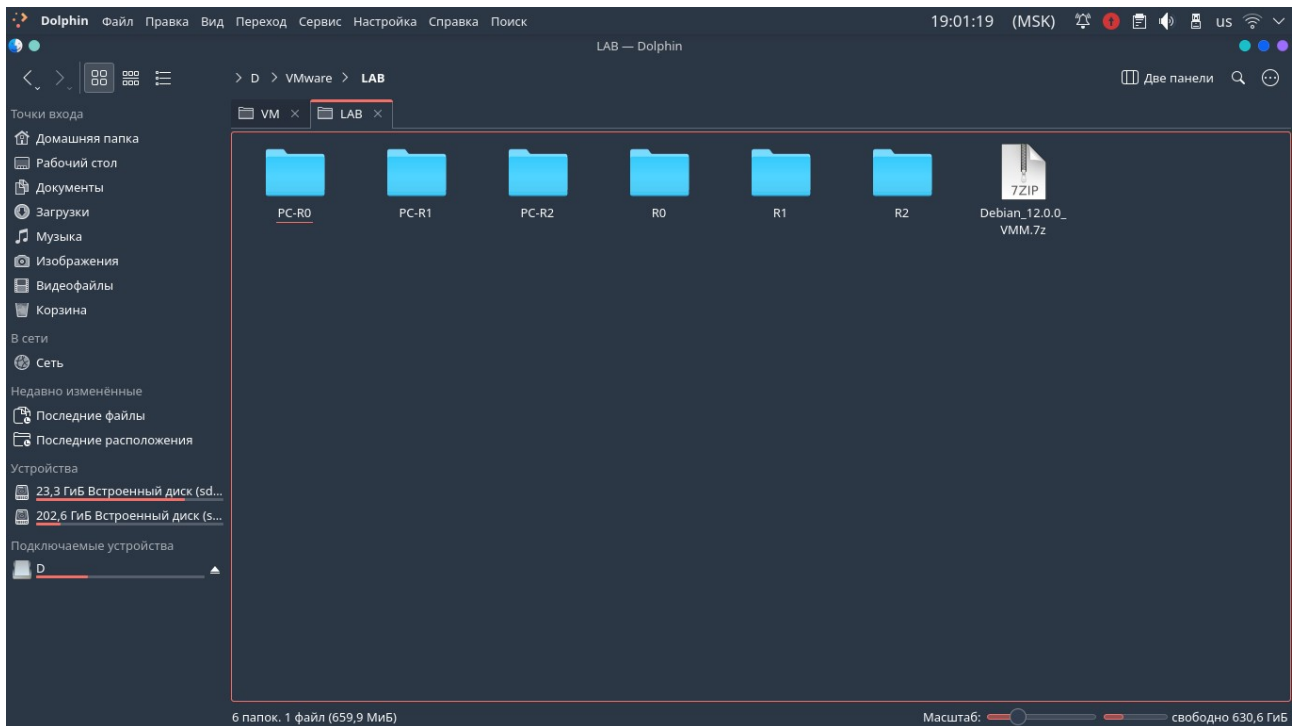 Dolphin Файл Правка Вид Переход Сервис Настройка Справка Поиск 19:01:19 (MSK) us
LAB — Dolphin
> D > VMware > LAB Две панели
VM LAB
Точки входа
Домашняя папка
Рабочий стол
Документы
Загрузки
Музыка
Изображения
Видеофайлы
Корзина
В сети
Сеть
Недавно изменённые
Последние файлы
Последние расположения
Устройства
23,3 ГиБ Встроенный диск (sd...
202,6 ГиБ Встроенный диск (s...
Подключаемые устройства
D
PC-R0 PC-R1 PC-R2 R0 R1 R2
7ZIP
Debian_12.0.0_
VMM.7z
6 папок. 1 файл (659,9 МиБ) Масштаб: свободно 630,6 ГиБ